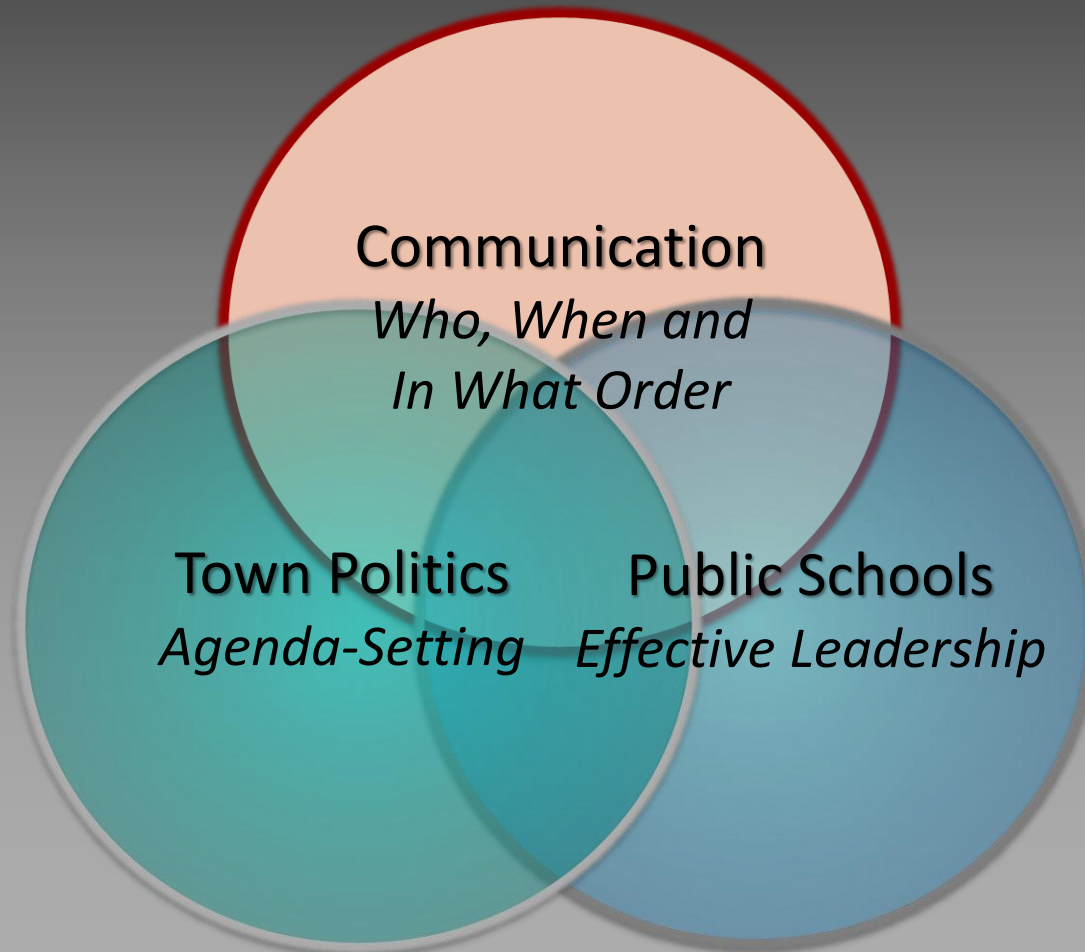 Communication
Who, When and
In What Order
Town Politics
Agenda-Setting
Public Schools
Effective Leadership